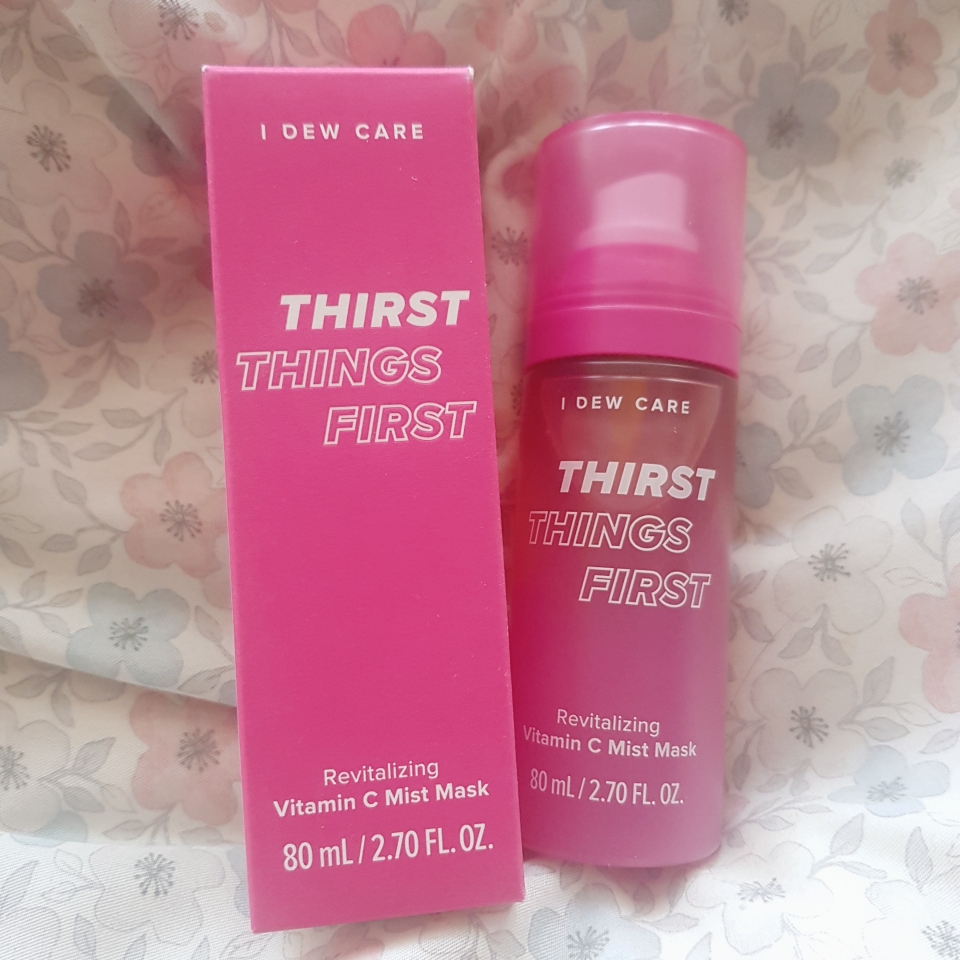 I DEW CARE
THIRST
THINGS
FIRST
Revitalizing
Vitamin C Mist Mask
80 mL / 2.70 FL. OZ.
I DEW CARE
THIRST
THINGS
FIRST
Revitalizing
Vitamin C Mist Mask
80 mL / 2.70 FL. OZ.